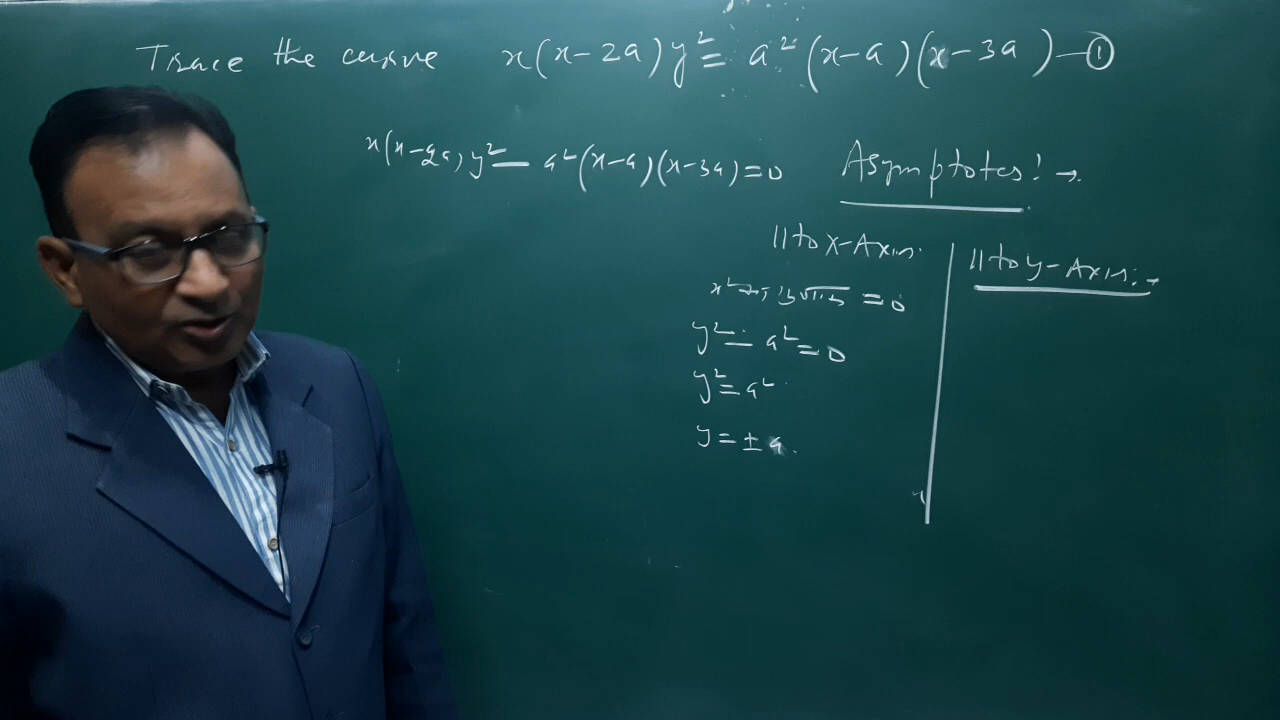 Trace the curve x(x-2a)y²= a²(x-a)(x-3a)—①
x(x-2a)y²— a²(x-a)(x-3a)=0
Asymptotes:→
|| to X-Axis.
= 0
y²— a²=0
y²= a²
y= ± a.
|| to y-Axis:→